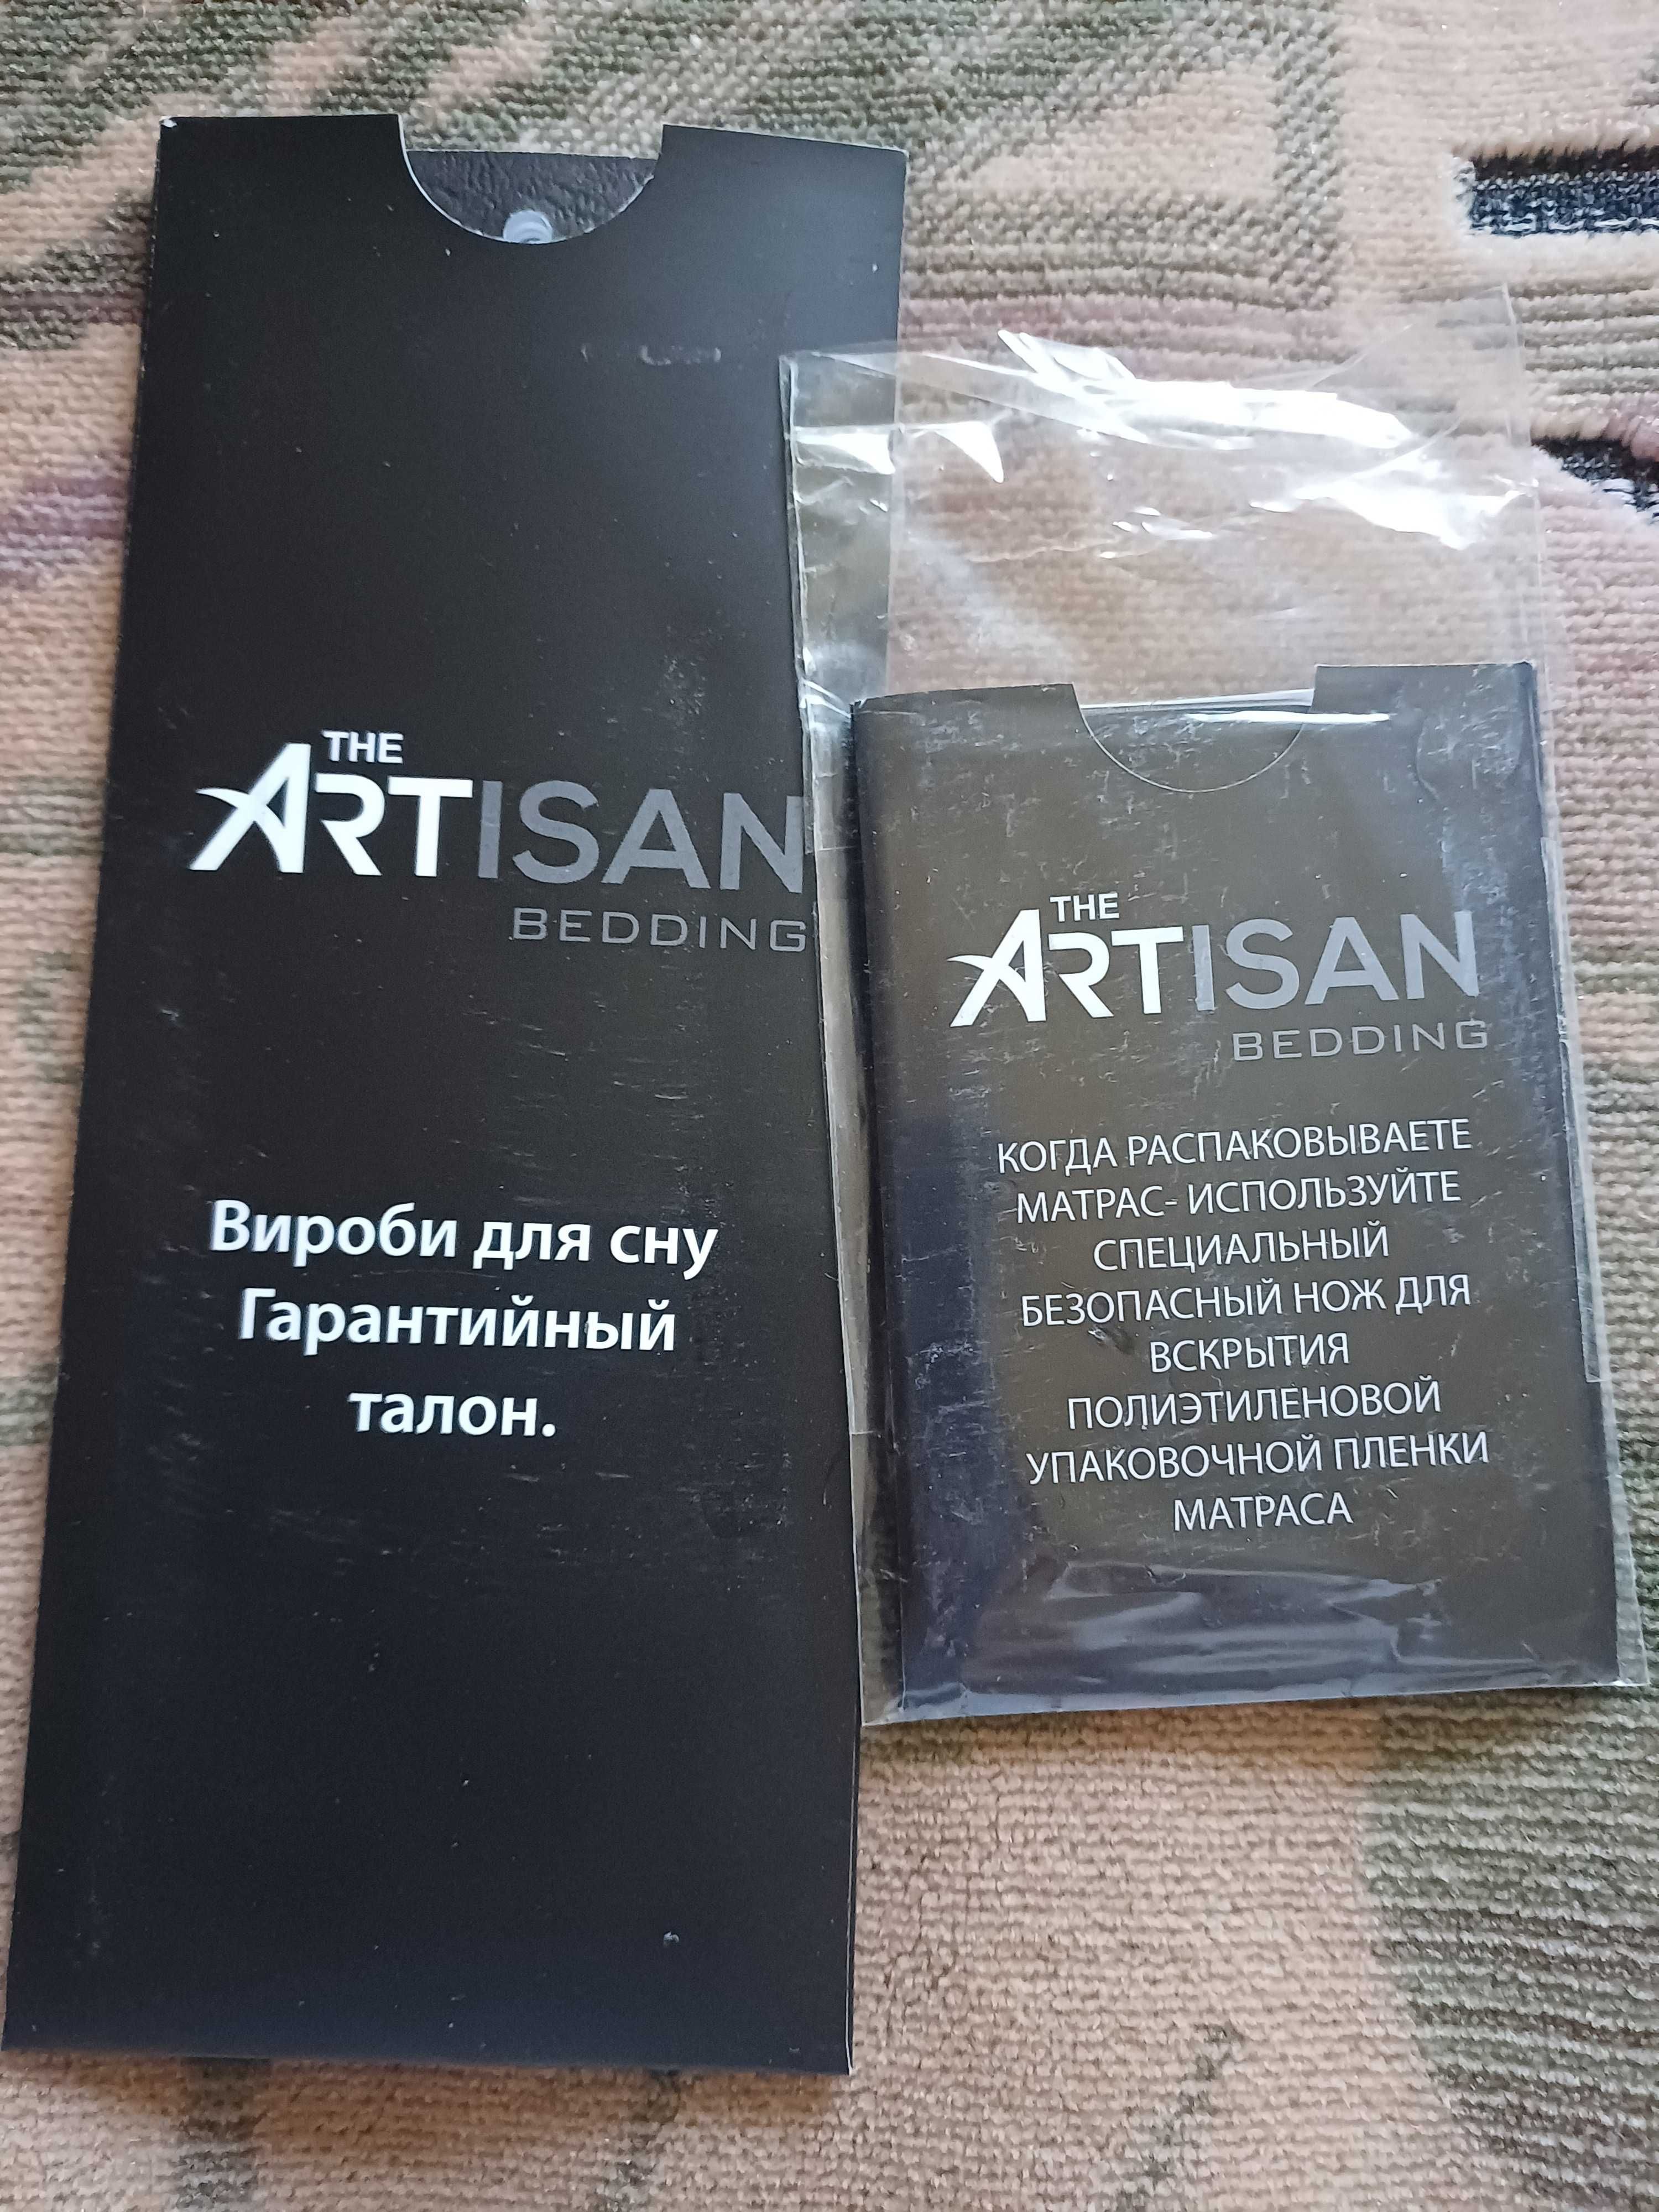 THE
ARTISAN
BEDDING
Вироби для сну
Гарантийный
талон.
THE
ARTISAN
BEDDING
КОГДА РАСПАКОВЫВАЕТЕ
МАТРАС- ИСПОЛЬЗУЙТЕ
СПЕЦИАЛЬНЫЙ
БЕЗОПАСНЫЙ НОЖ ДЛЯ
ВСКРЫТИЯ
ПОЛИЭТИЛЕНОВОЙ
УПАКОВОЧНОЙ ПЛЕНКИ
МАТРАСА